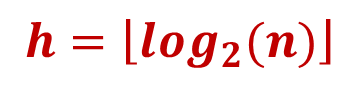 h = ⌊log₂(n)⌋